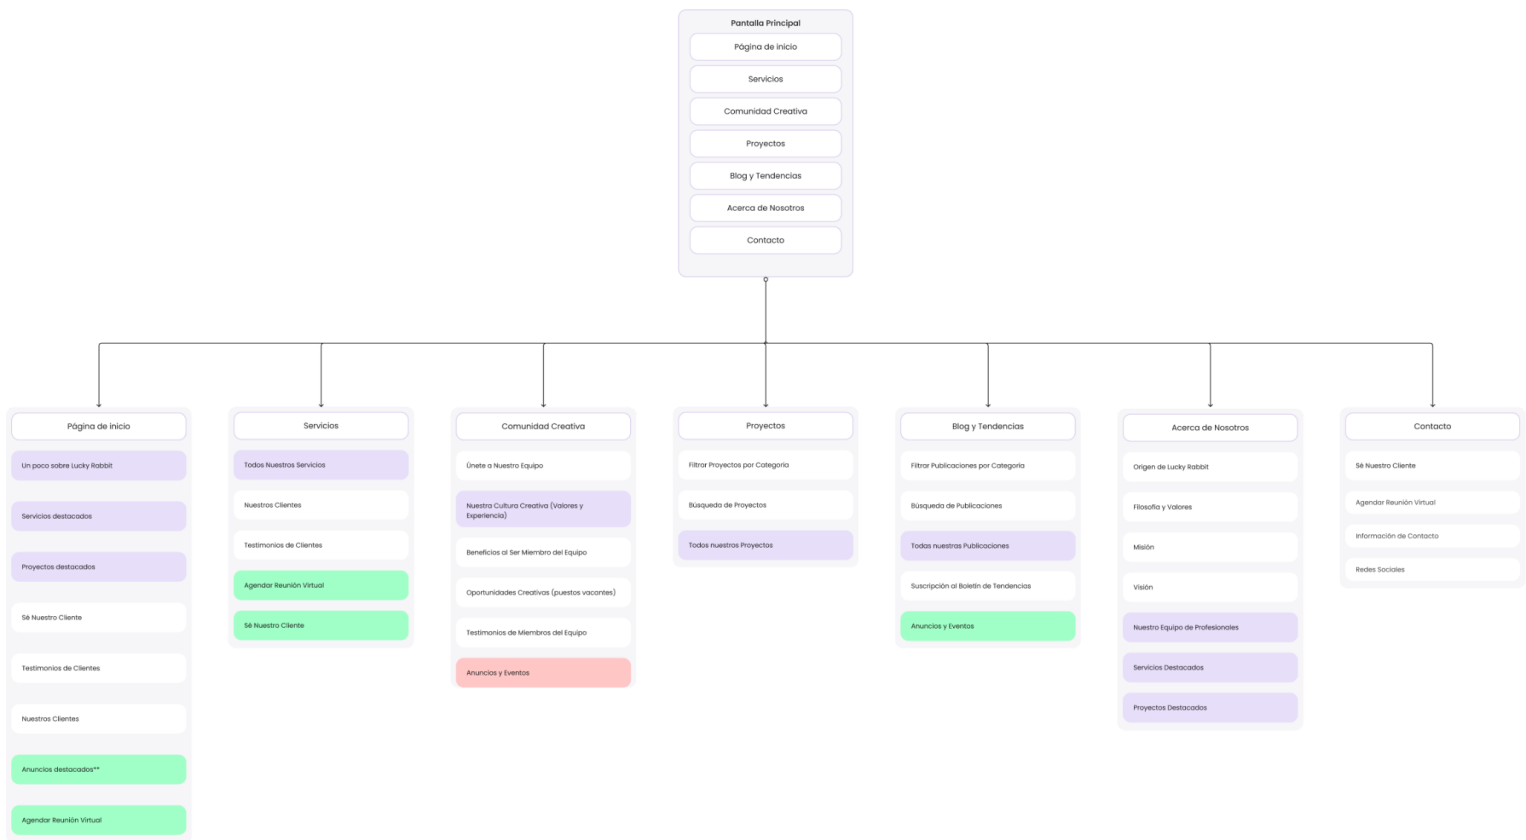 Pantalla Principal
Página de inicio
Servicios
Comunidad Creativa
Proyectos
Blog y Tendencias
Acerca de Nosotros
Contacto
Página de inicio
Un poco sobre Lucky Rabbit
Servicios destacados
Proyectos destacados
Sé Nuestro Cliente
Testimonios de Clientes
Nuestros Clientes
Anuncios destacados**
Agendar Reunión Virtual
Servicios
Todos Nuestros Servicios
Nuestros Clientes
Testimonios de Clientes
Agendar Reunión Virtual
Sé Nuestro Cliente
Comunidad Creativa
Únete a Nuestro Equipo
Nuestra Cultura Creativa (Valores y
Experiencia)
Beneficios al Ser Miembro del Equipo
Oportunidades Creativas (puestos vacantes)
Testimonios de Miembros del Equipo
Anuncios y Eventos
Proyectos
Filtrar Proyectos por Categoría
Búsqueda de Proyectos
Todos nuestros Proyectos
Blog y Tendencias
Filtrar Publicaciones por Categoría
Búsqueda de Publicaciones
Todas nuestras Publicaciones
Suscripción al Boletín de Tendencias
Anuncios y Eventos
Acerca de Nosotros
Origen de Lucky Rabbit
Filosofía y Valores
Misión
Visión
Nuestro Equipo de Profesionales
Servicios Destacados
Proyectos Destacados
Contacto
Sé Nuestro Cliente
Agendar Reunión Virtual
Información de Contacto
Redes Sociales